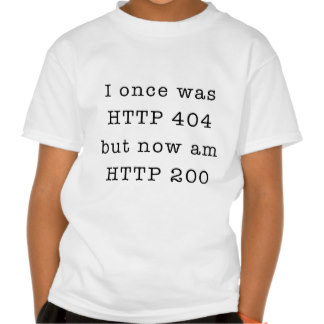 I once was
HTTP 404
but now am
HTTP 200